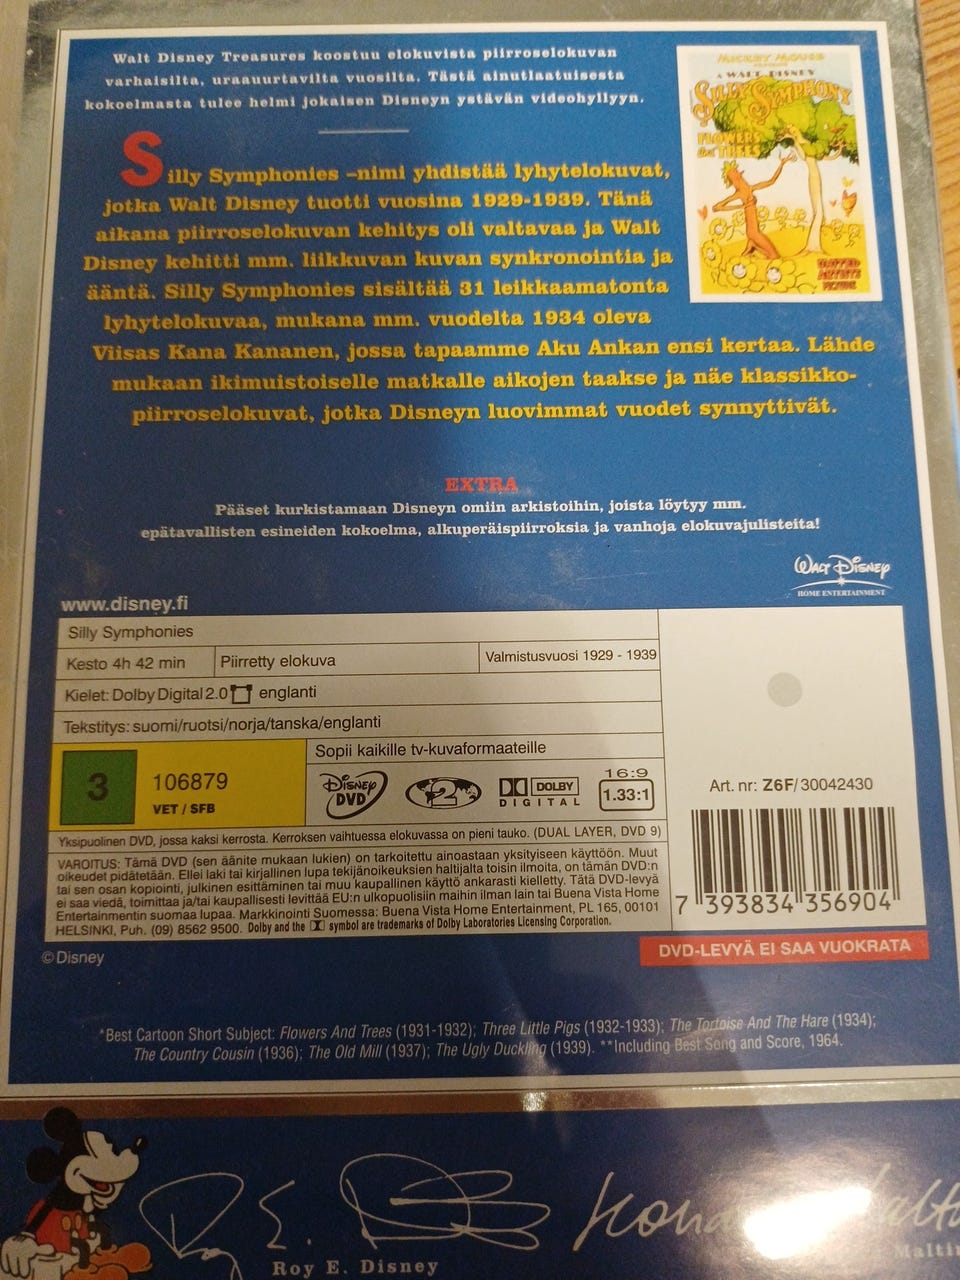 Walt Disney Treasures koostuu elokuvista piirroselokuvan
varhaisilta, uraauurtavilta vuosilta. Tästä ainutlaatuisesta
kokoelmasta tulee helmi jokaisen Disneyn ystävän videohyllyyn.
MICKEY MOUSE
A WALT DISNEY
SILLY SYMPHONY
FLOWERS
and TREES
UNITED
ARTISTS
PICTURE
Silly Symphonies –nimi yhdistää lyhytelokuvat,
jotka Walt Disney tuotti vuosina 1929-1939. Tänä
aikana piirroselokuvan kehitys oli valtavaa ja Walt
Disney kehitti mm. liikkuvan kuvan synkronointia ja
ääntä. Silly Symphonies sisältää 31 leikkaamatonta
lyhytelokuvaa, mukana mm. vuodelta 1934 oleva
Viisas Kana Kananen, jossa tapaamme Aku Ankan ensi kertaa. Lähde
mukaan ikimuistoiselle matkalle aikojen taakse ja näe klassikko-
piirroselokuvat, jotka Disneyn luovimmat vuodet synnyttivät.
EXTRA
Pääset kurkistamaan Disneyn omiin arkistoihin, joista löytyy mm.
epätavallisten esineiden kokoelma, alkuperäispiirroksia ja vanhoja elokuvajulisteita!
WALT DISNEY
HOME ENTERTAINMENT
www.disney.fi
Silly Symphonies
Kesto 4h 42 min Piirretty elokuva Valmistusvuosi 1929 - 1939
Kielet: Dolby Digital 2.0 englanti
Tekstitys: suomi/ruotsi/norja/tanska/englanti
Sopii kaikille tv-kuvaformaateille
3 106879
VET / SFB
DISNEY
DVD
2
DOLBY
DIGITAL
16:9
1.33:1
Art. nr: Z6F/30042430
7 393834 356904
Yksipuolinen DVD, jossa kaksi kerrosta. Kerroksen vaihtuessa elokuvassa on pieni tauko. (DUAL LAYER, DVD 9)
VAROITUS: Tämä DVD (sen äänite mukaan lukien) on tarkoitettu ainoastaan yksityiseen käyttöön. Muut
oikeudet pidätetään. Ellei laki tai kirjallinen lupa tekijänoikeuksien haltijalta toisin ilmoita, on tämän DVD:n
tai sen osan kopiointi, julkinen esittäminen tai muu kaupallinen käyttö ankarasti kielletty. Tätä DVD-levyä
ei saa viedä, toimittaa ja/tai kaupallisesti levittää EU:n ulkopuolisiin maihin ilman lain tai Buena Vista Home
Entertainmentin suomaa lupaa. Markkinointi Suomessa: Buena Vista Home Entertainment, PL 165, 00101
HELSINKI, Puh. (09) 8562 9500. Dolby and the symbol are trademarks of Dolby Laboratories Licensing Corporation.
DVD-LEVYÄ EI SAA VUOKRATA
© Disney
*Best Cartoon Short Subject: Flowers And Trees (1931-1932); Three Little Pigs (1932-1933); The Tortoise And The Hare (1934);
The Country Cousin (1936); The Old Mill (1937); The Ugly Duckling (1939). **Including Best Song and Score, 1964.
Roy E. Disney